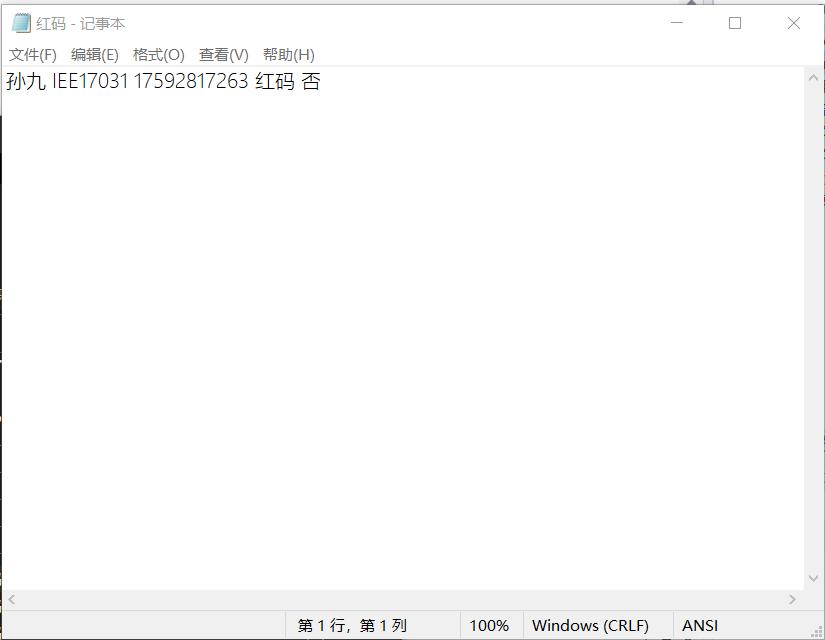 红码 - 记事本
文件(F) 编辑(E) 格式(O) 查看(V) 帮助(H)
孙九 IEE17031 17592817263 红码 否
第 1 行，第 1 列 100% Windows (CRLF) ANSI